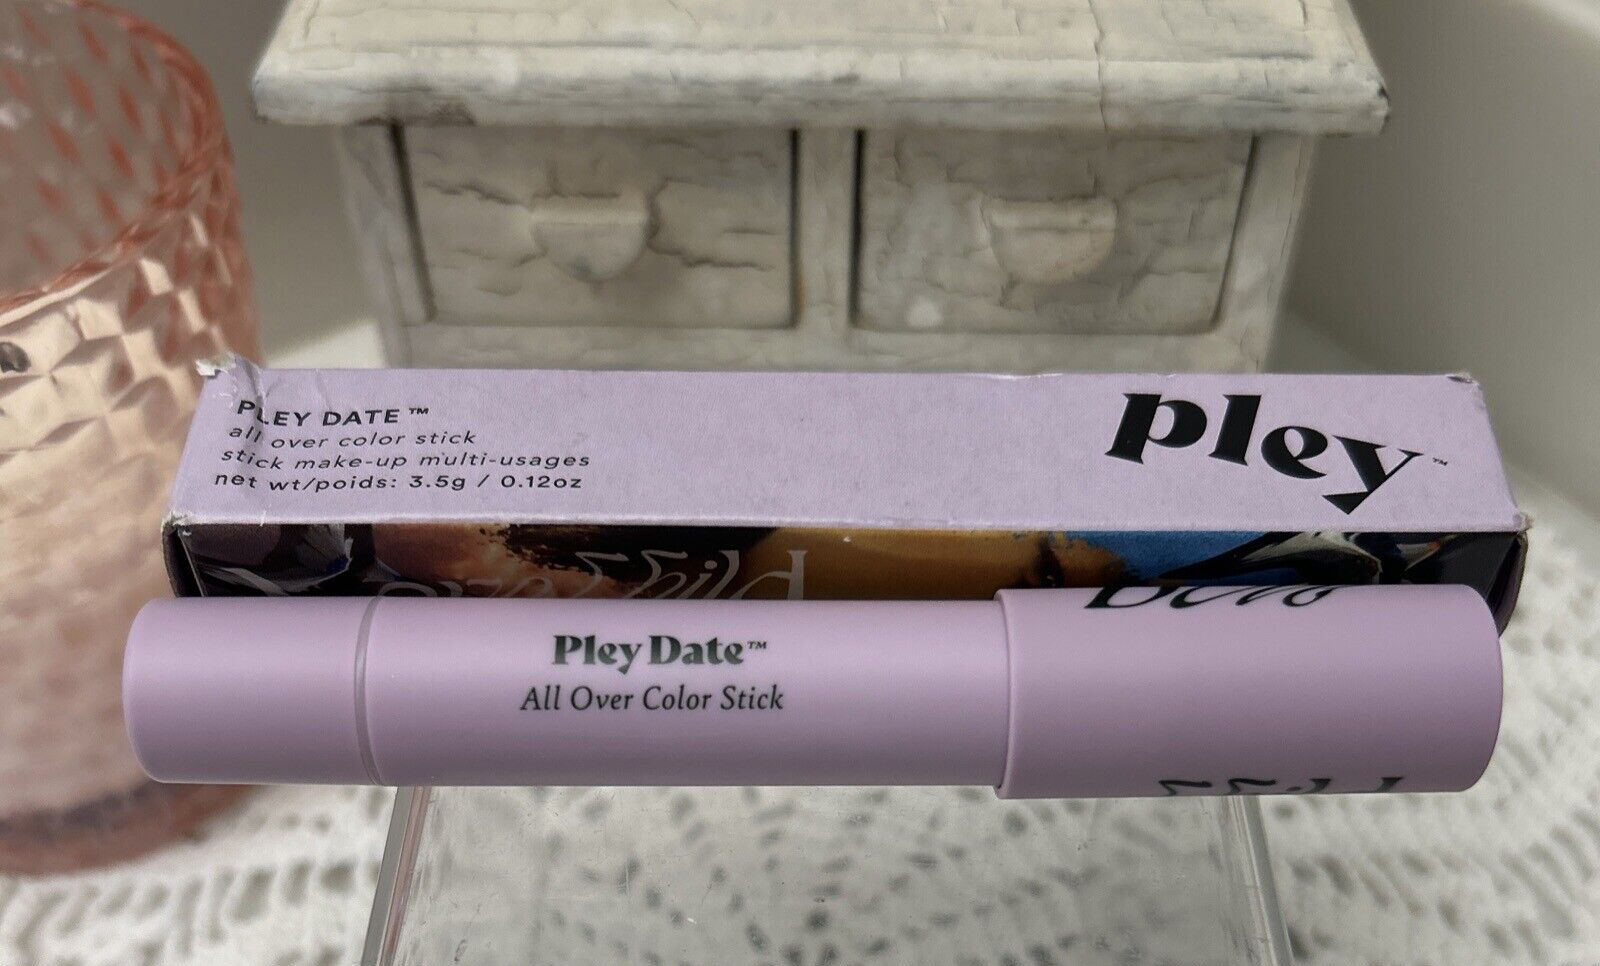 PLEY DATE™
all over color stick
stick make-up multi-usages
net wt/poids: 3.5g / 0.12oz
pley™
Pley Date™
All Over Color Stick